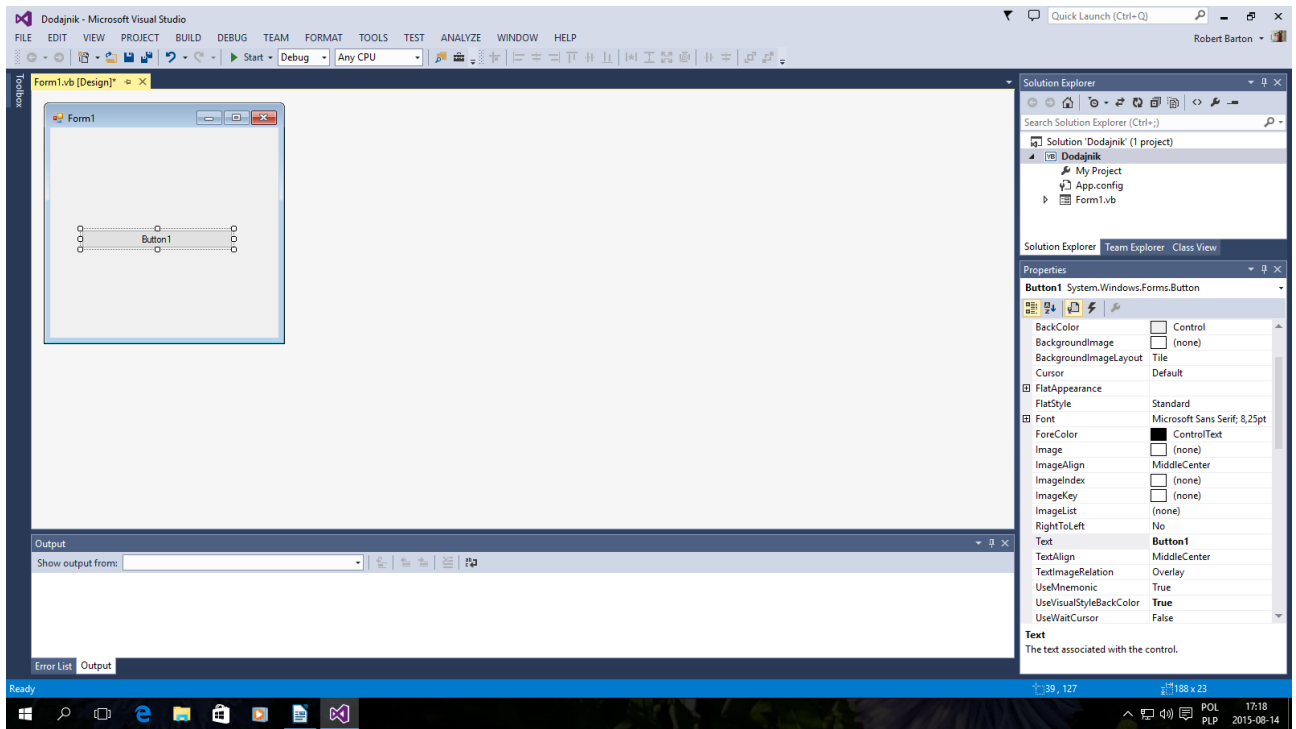 Dodajnik - Microsoft Visual Studio
Quick Launch (Ctrl+Q)
FILE EDIT VIEW PROJECT BUILD DEBUG TEAM FORMAT TOOLS TEST ANALYZE WINDOW HELP
Robert Barton
Start Debug Any CPU
Toolbox
Form1.vb [Design]*
Form1
Button1
Solution Explorer
Search Solution Explorer (Ctrl+;)
Solution 'Dodajnik' (1 project)
VB Dodajnik
My Project
App.config
Form1.vb
Solution Explorer Team Explorer Class View
Properties
Button1 System.Windows.Forms.Button
BackColor Control
BackgroundImage (none)
BackgroundImageLayout Tile
Cursor Default
FlatAppearance
FlatStyle Standard
Font Microsoft Sans Serif; 8,25pt
ForeColor ControlText
Image (none)
ImageAlign MiddleCenter
ImageIndex (none)
ImageKey (none)
ImageList (none)
RightToLeft No
Text Button1
TextAlign MiddleCenter
TextImageRelation Overlay
UseMnemonic True
UseVisualStyleBackColor True
UseWaitCursor False
Text
The text associated with the control.
Output
Show output from:
Error List Output
Ready
39 , 127
188 x 23
POL
PLP
17:18
2015-08-14